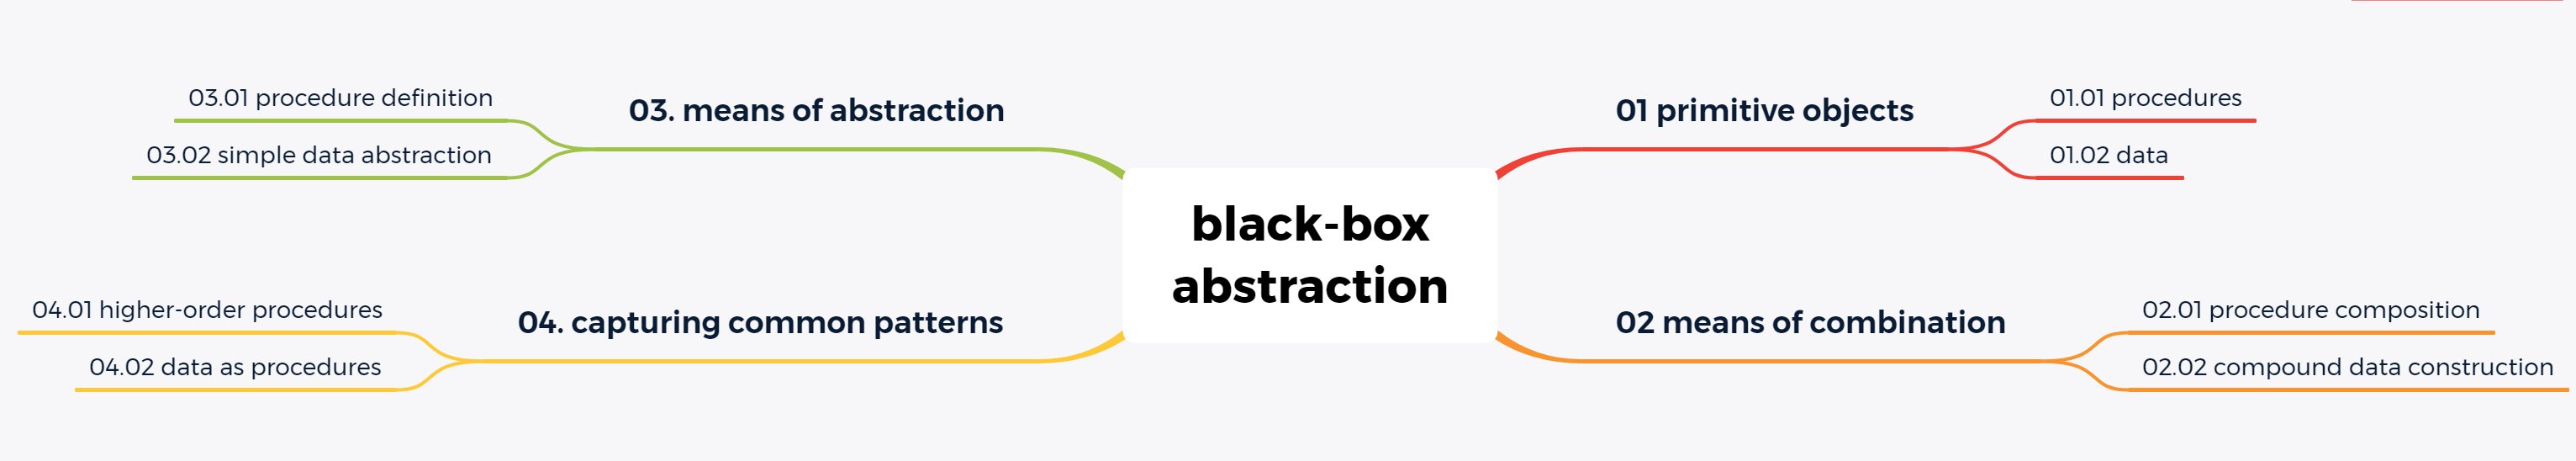 03.01 procedure definition
03. means of abstraction
03.02 simple data abstraction
04.01 higher-order procedures
04. capturing common patterns
04.02 data as procedures
black-box
abstraction
01 primitive objects
01.01 procedures
01.02 data
02 means of combination
02.01 procedure composition
02.02 compound data construction